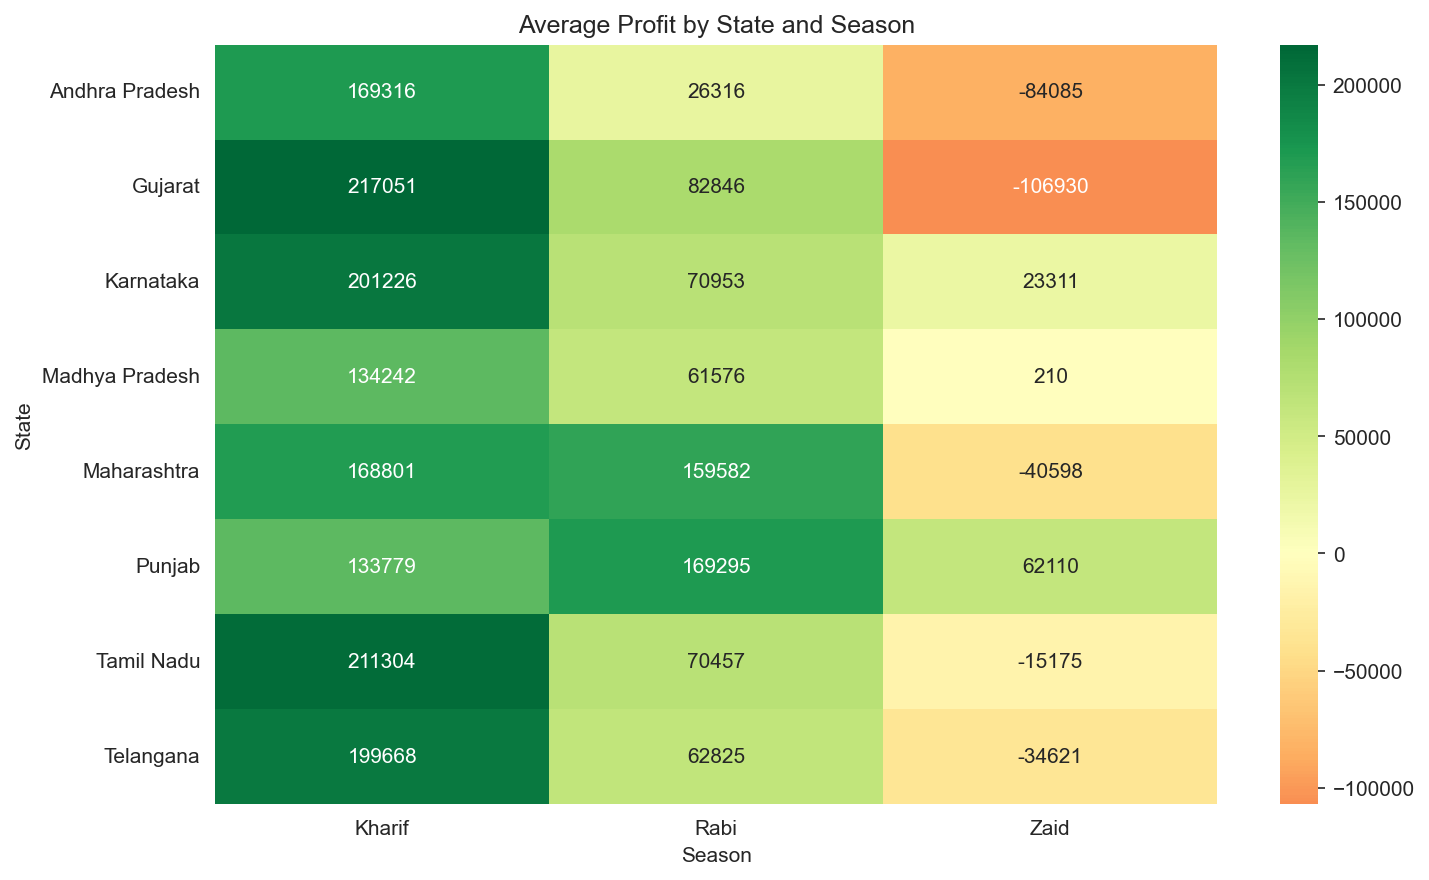 Average Profit by State and Season
Andhra Pradesh 169316 26316 -84085
Gujarat 217051 82846 -106930
Karnataka 201226 70953 23311
Madhya Pradesh 134242 61576 210
Maharashtra 168801 159582 -40598
Punjab 133779 169295 62110
Tamil Nadu 211304 70457 -15175
Telangana 199668 62825 -34621
State
Kharif Rabi Zaid
Season
200000
150000
100000
50000
0
−50000
−100000